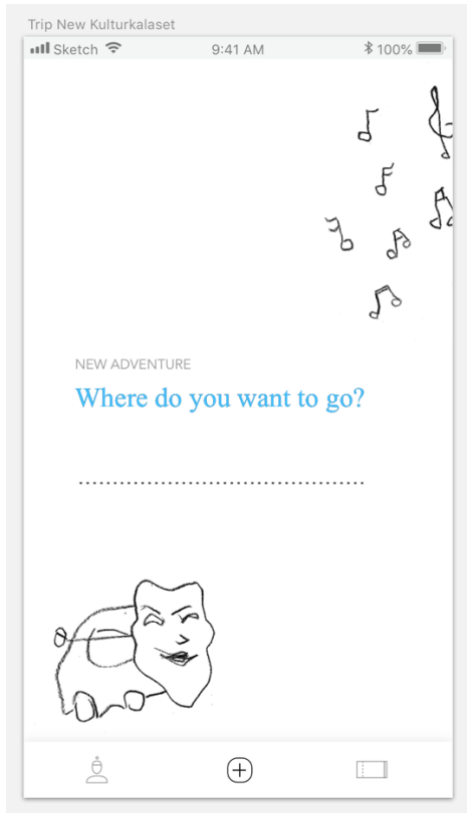 Trip New Kulturkalaset
Sketch 9:41 AM 100%
NEW ADVENTURE
Where do you want to go?